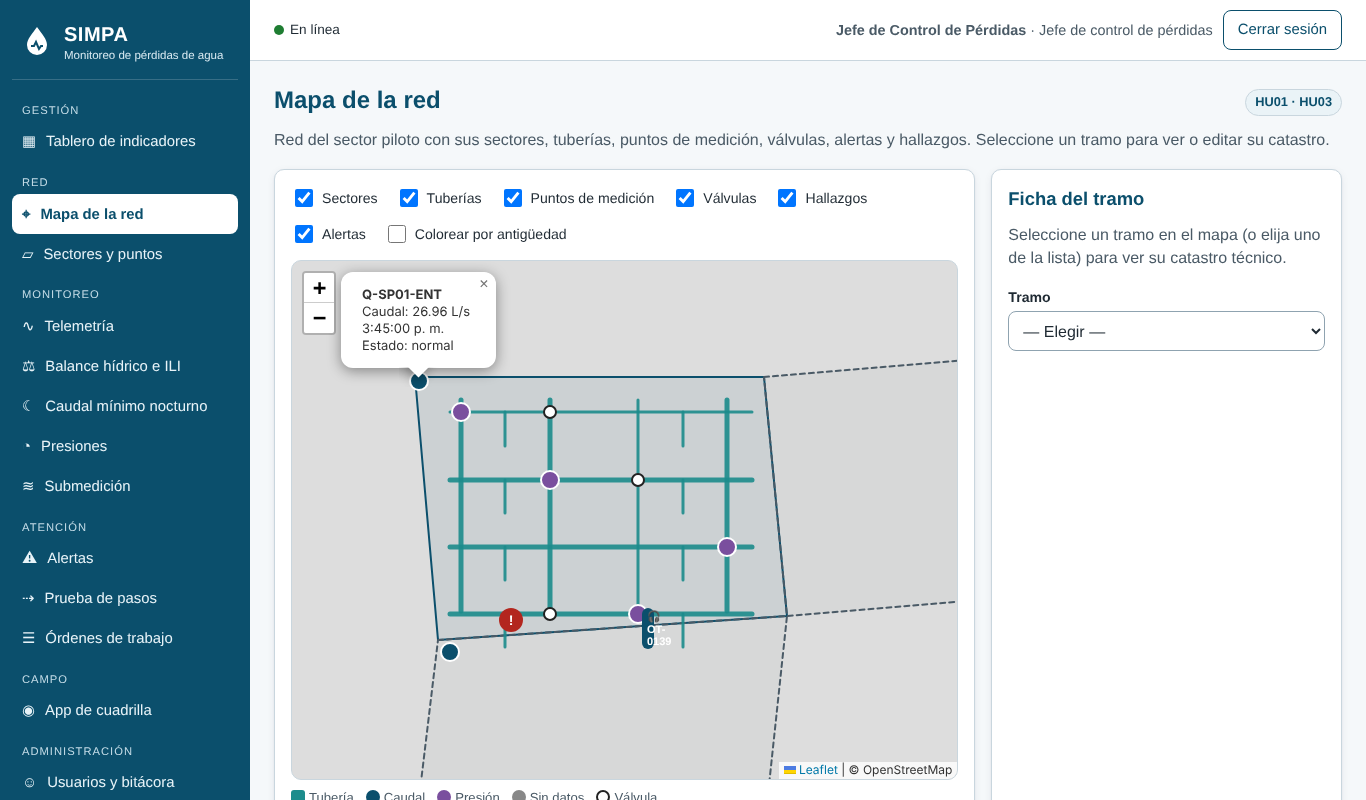 SIMPA
Monitoreo de pérdidas de agua
GESTIÓN
Tablero de indicadores
RED
Mapa de la red
Sectores y puntos
MONITOREO
Telemetría
Balance hídrico e ILI
Caudal mínimo nocturno
Presiones
Submedición
ATENCIÓN
Alertas
Prueba de pasos
Órdenes de trabajo
CAMPO
App de cuadrilla
ADMINISTRACIÓN
Usuarios y bitácora
En línea
Jefe de Control de Pérdidas · Jefe de control de pérdidas
Cerrar sesión
Mapa de la red
HU01 · HU03
Red del sector piloto con sus sectores, tuberías, puntos de medición, válvulas, alertas y hallazgos. Seleccione un tramo para ver o editar su catastro.
Sectores
Tuberías
Puntos de medición
Válvulas
Hallazgos
Alertas
Colorear por antigüedad
+
−
Q-SP01-ENT
×
Caudal: 26.96 L/s
3:45:00 p. m.
Estado: normal
!
OT-
0139
Leaflet | © OpenStreetMap
Tubería
Caudal
Presión
Sin datos
Válvula
Ficha del tramo
Seleccione un tramo en el mapa (o elija uno
de la lista) para ver su catastro técnico.
Tramo
— Elegir —